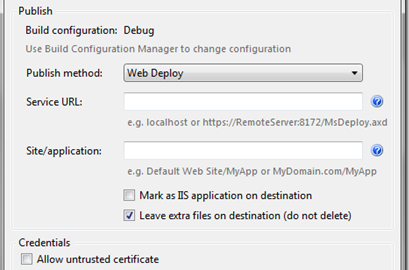 Publish
Build configuration: Debug
Use Build Configuration Manager to change configuration
Publish method: Web Deploy
Service URL:
e.g. localhost or https://RemoteServer:8172/MsDeploy.axd
Site/application:
e.g. Default Web Site/MyApp or MyDomain.com/MyApp
Mark as IIS application on destination
Leave extra files on destination (do not delete)
Credentials
Allow untrusted certificate